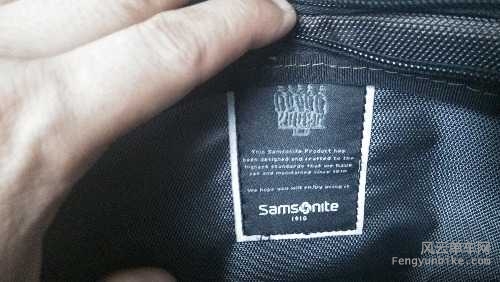 This Samsonite Product has
been designed and crafted to the
highest standards that we have
set and maintained since 1910
We hope you will enjoy using it
Samsonite
1910
风云单车网
Fengyunbike.com